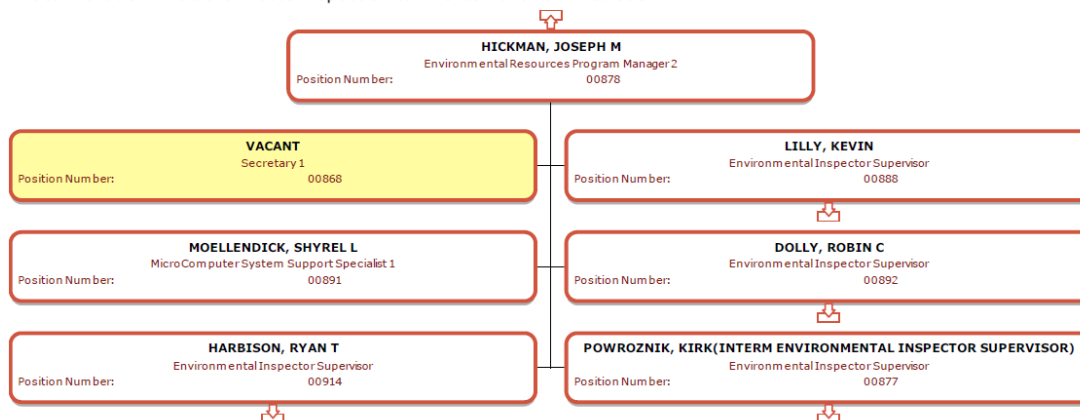 HICKMAN, JOSEPH M
Environmental Resources Program Manager 2
Position Number: 00878
VACANT
Secretary 1
Position Number: 00868
LILLY, KEVIN
Environmental Inspector Supervisor
Position Number: 00888
MOELLENDICK, SHYREL L
MicroComputer System Support Specialist 1
Position Number: 00891
DOLLY, ROBIN C
Environmental Inspector Supervisor
Position Number: 00892
HARBISON, RYAN T
Environmental Inspector Supervisor
Position Number: 00914
POWROZNIK, KIRK(INTERM ENVIRONMENTAL INSPECTOR SUPERVISOR)
Environmental Inspector Supervisor
Position Number: 00877